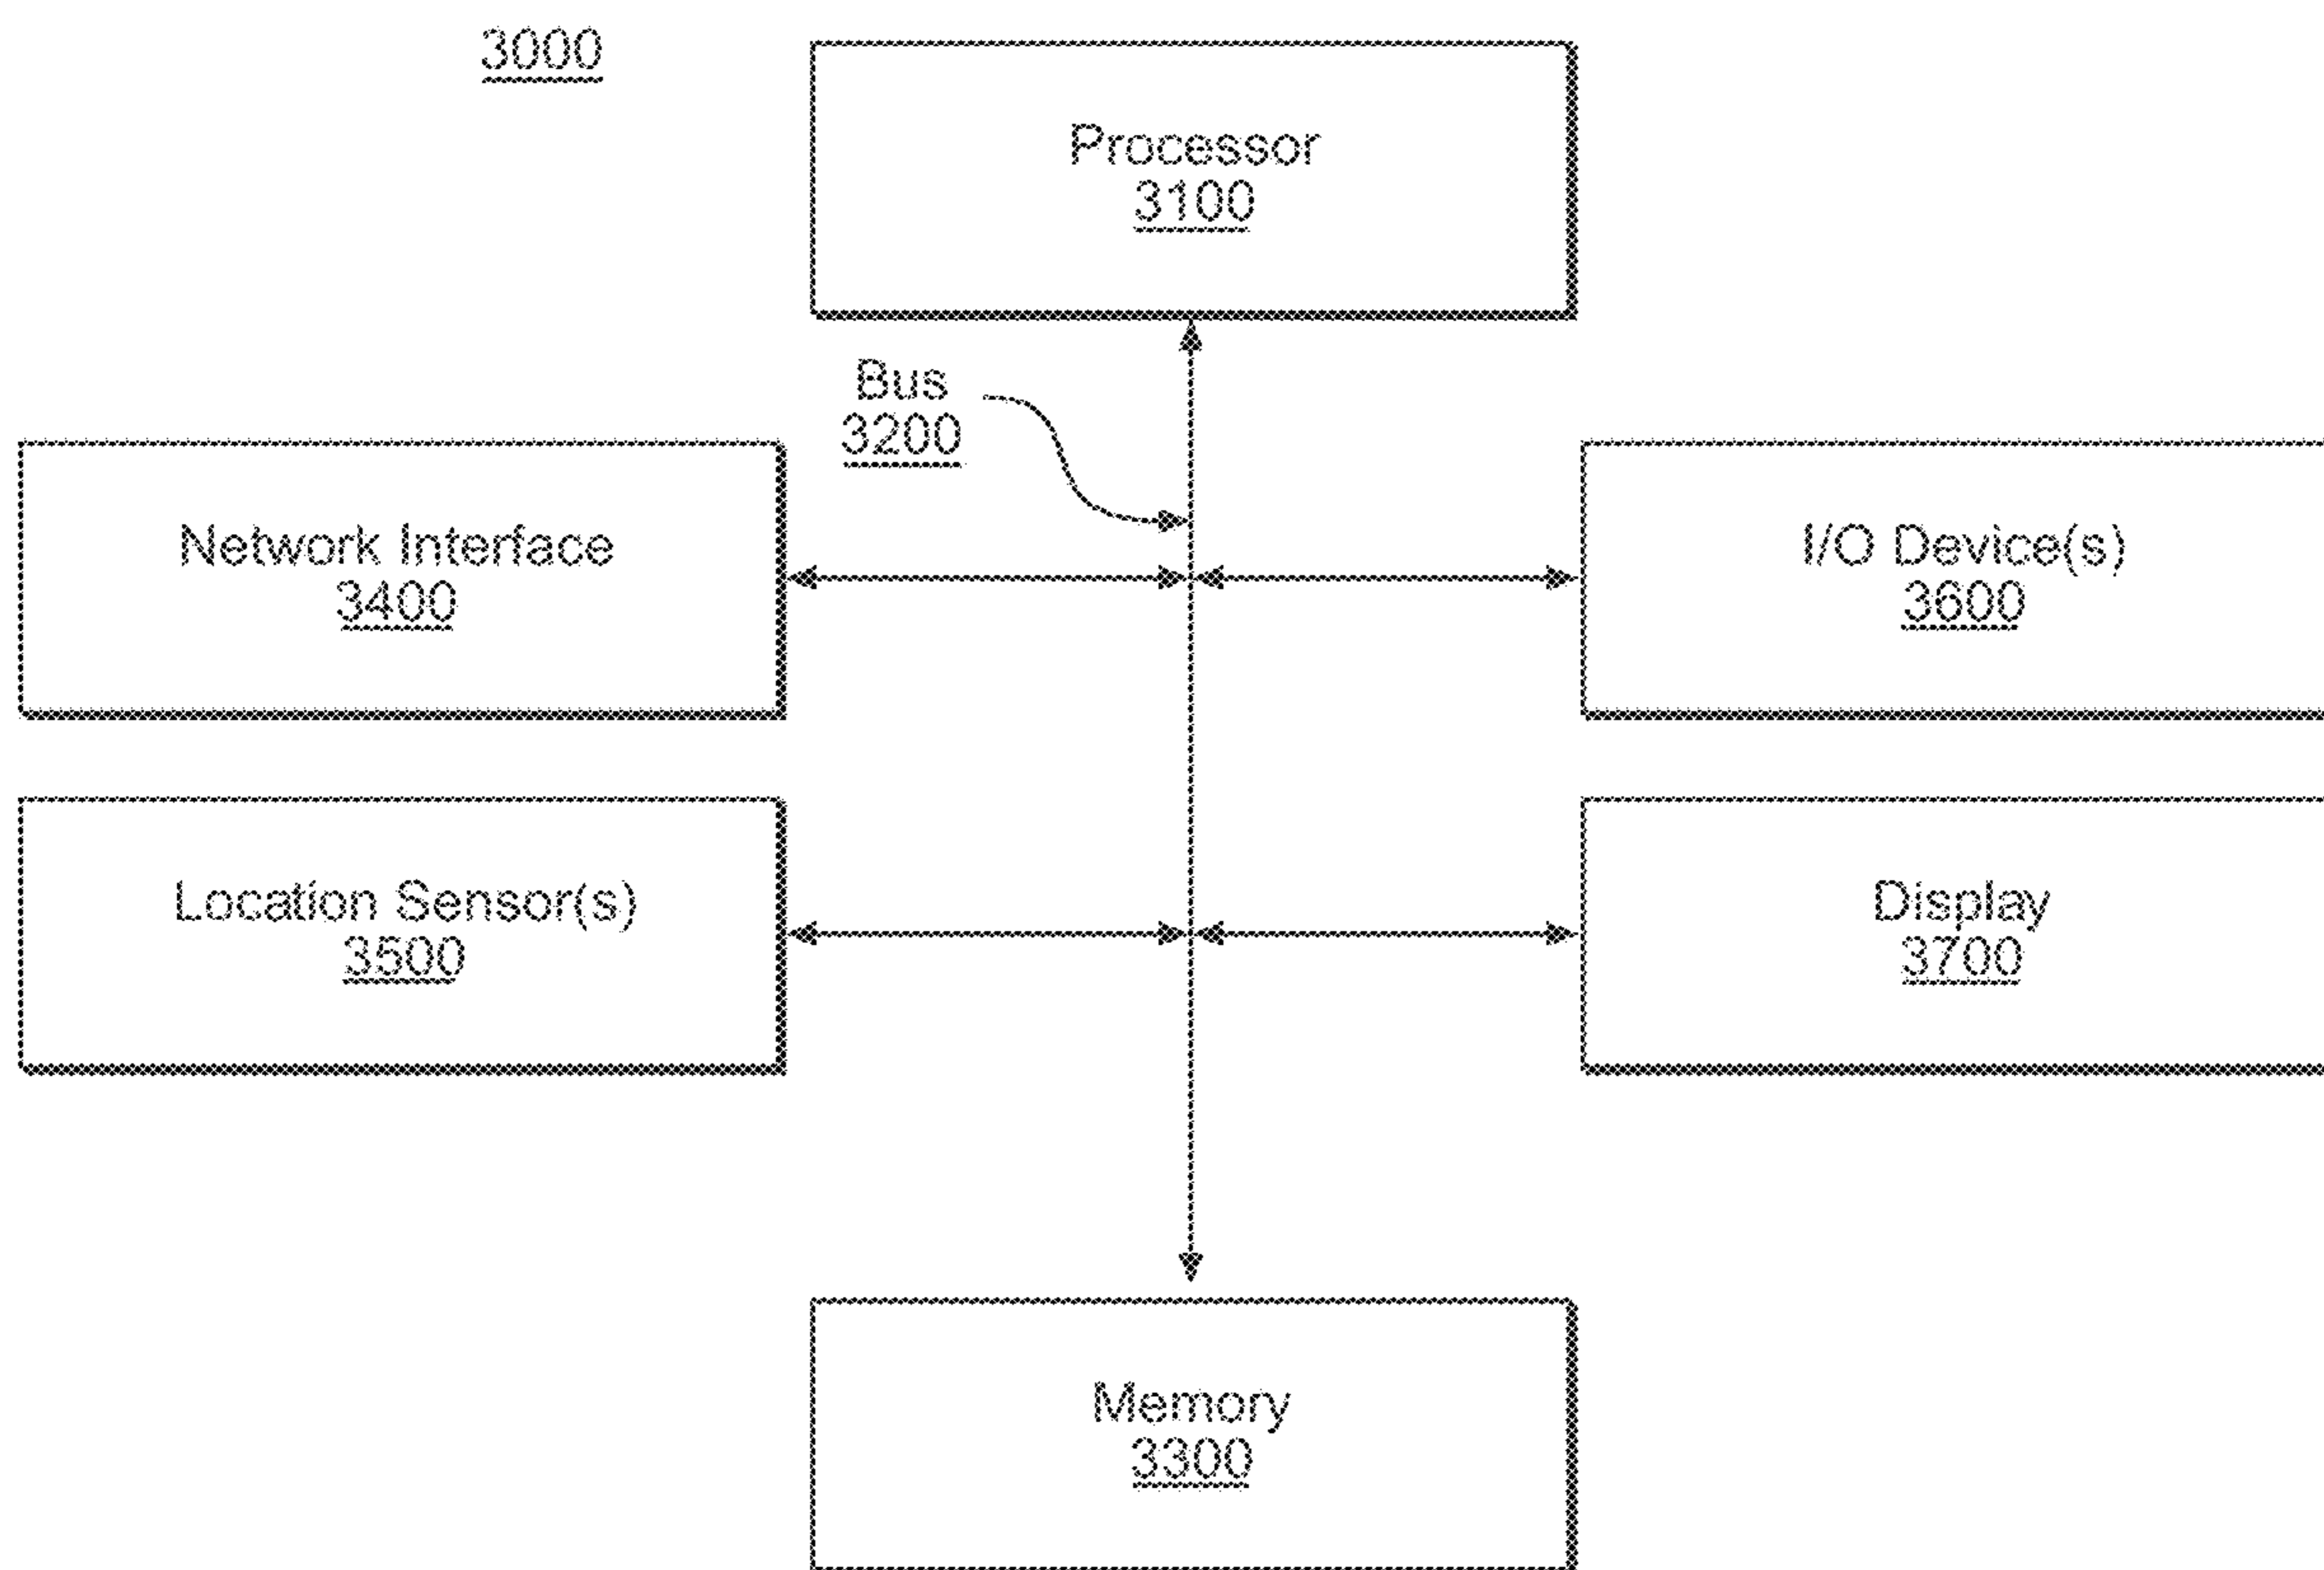 3000
Processor
3100
Bus
3200
Network Interface
3400
I/O Device(s)
3600
Location Sensor(s)
3500
Display
3700
Memory
3300